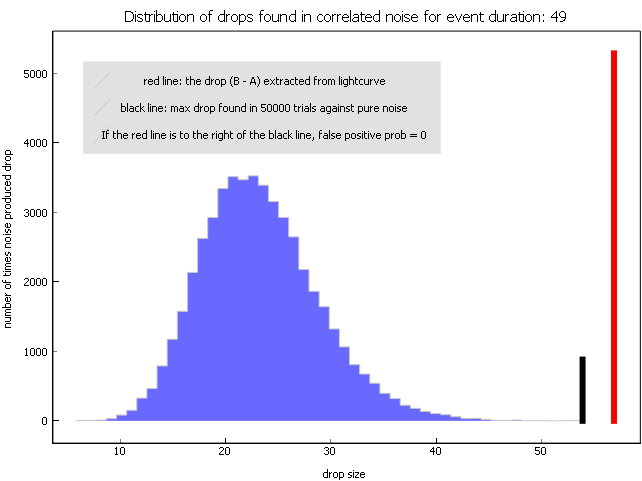 Distribution of drops found in correlated noise for event duration: 49
red line: the drop (B - A) extracted from lightcurve
black line: max drop found in 50000 trials against pure noise
If the red line is to the right of the black line, false positive prob = 0
number of times noise produced drop
5000
4000
3000
2000
1000
0
10 20 30 40 50
drop size